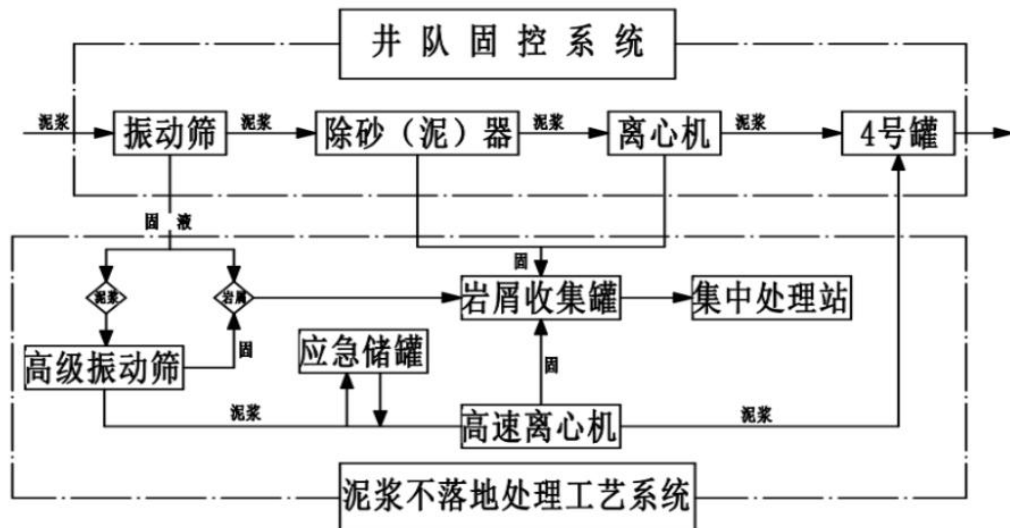 井队固控系统
泥浆
振动筛
泥浆
除砂（泥）器
泥浆
离心机
泥浆
4号罐
固 液
泥浆
岩屑
固
岩屑收集罐
集中处理站
高级振动筛
固
应急储罐
固
泥浆
高速离心机
泥浆
泥浆不落地处理工艺系统